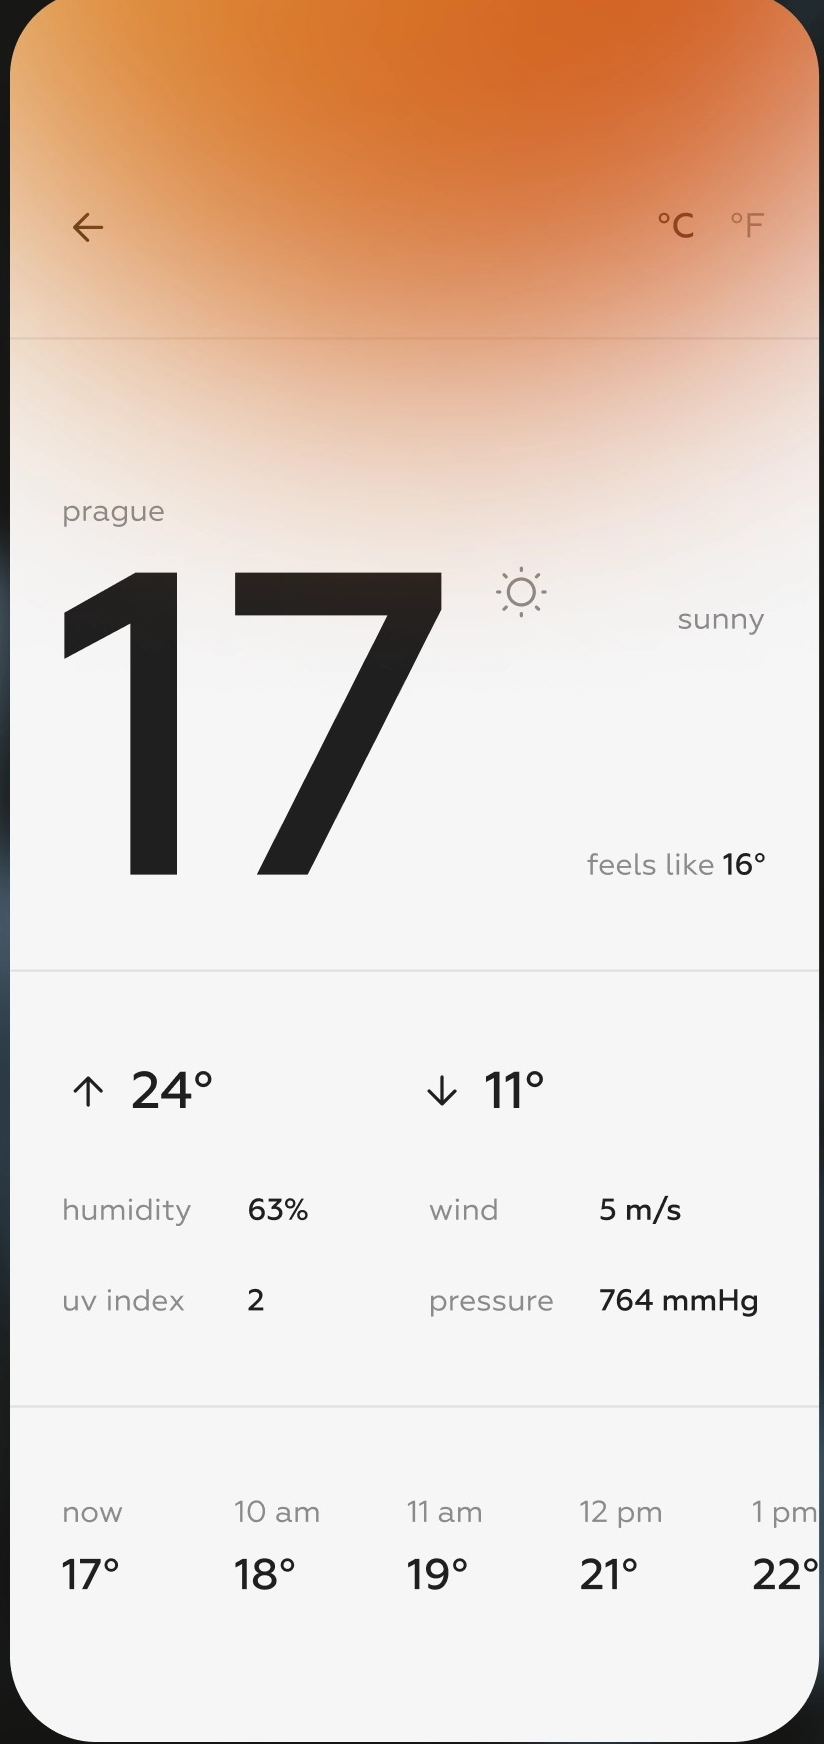 °C °F
prague
17
sunny
feels like 16°
24° 11°
humidity 63% wind 5 m/s
uv index 2 pressure 764 mmHg
now 10 am 11 am 12 pm 1 pm
17° 18° 19° 21° 22°